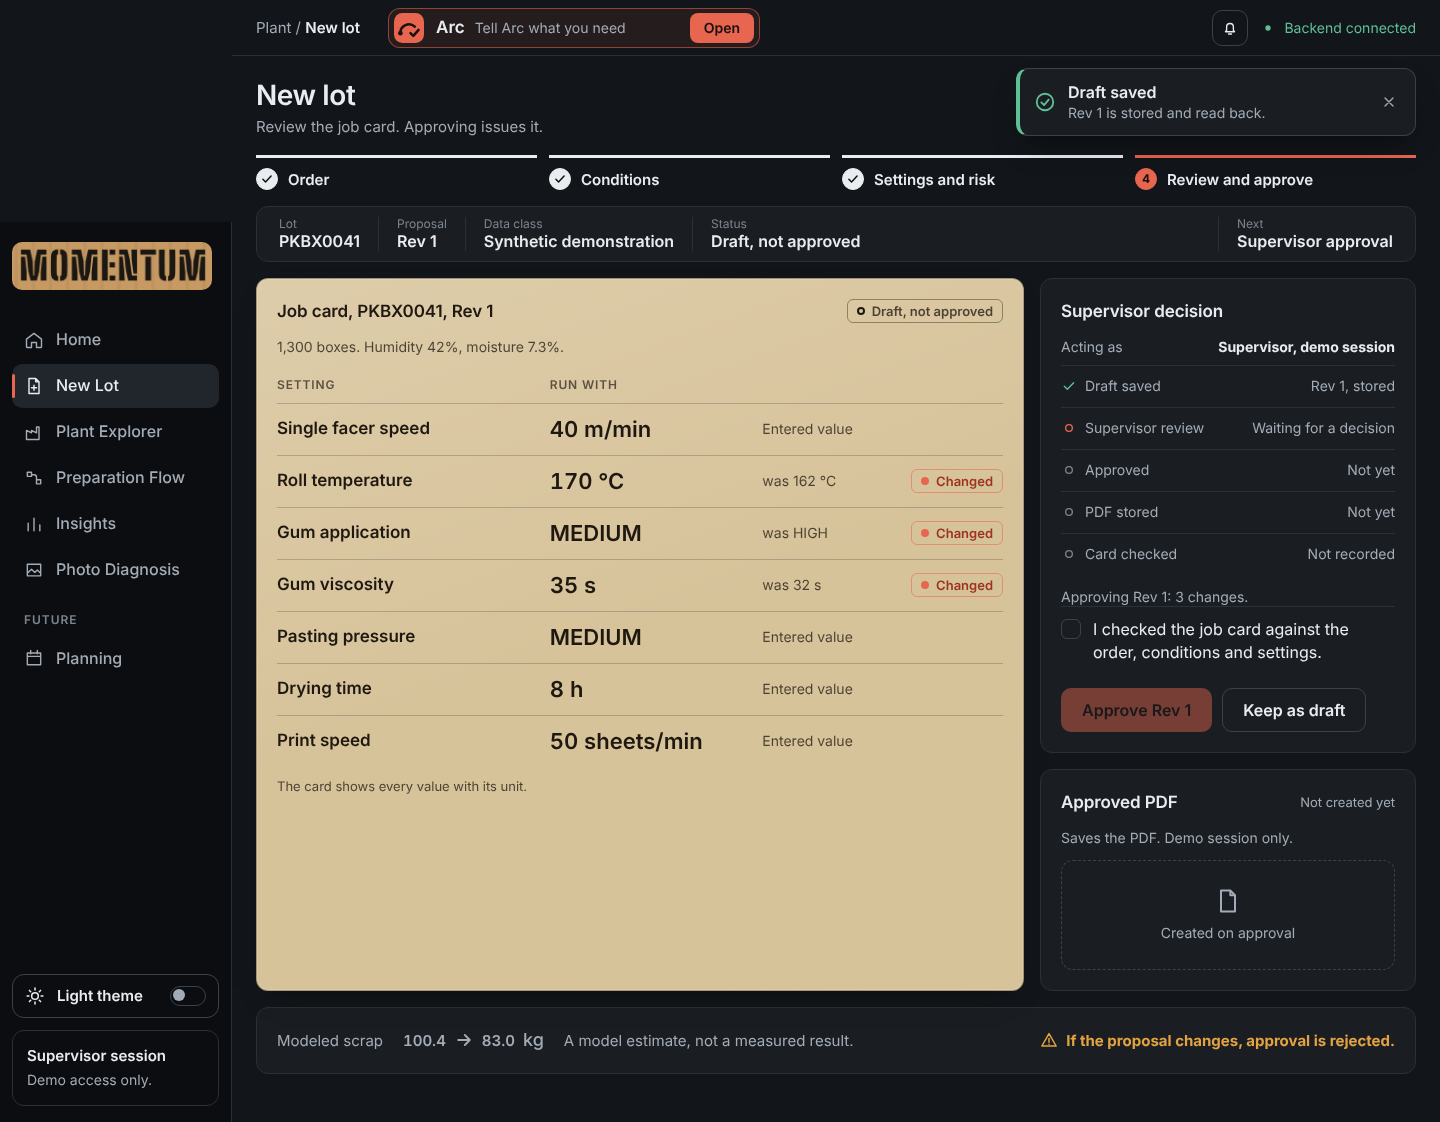 Plant / New lot
Arc Tell Arc what you need Open
Backend connected
New lot
Review the job card. Approving issues it.
Draft saved
Rev 1 is stored and read back.
Order
Conditions
Settings and risk
4 Review and approve
Lot
PKBX0041
Proposal
Rev 1
Data class
Synthetic demonstration
Status
Draft, not approved
Next
Supervisor approval
MOMENTUM
Home
New Lot
Plant Explorer
Preparation Flow
Insights
Photo Diagnosis
FUTURE
Planning
Light theme
Supervisor session
Demo access only.
Job card, PKBX0041, Rev 1
Draft, not approved
1,300 boxes. Humidity 42%, moisture 7.3%.
SETTING RUN WITH
Single facer speed 40 m/min Entered value
Roll temperature 170 °C was 162 °C Changed
Gum application MEDIUM was HIGH Changed
Gum viscosity 35 s was 32 s Changed
Pasting pressure MEDIUM Entered value
Drying time 8 h Entered value
Print speed 50 sheets/min Entered value
The card shows every value with its unit.
Supervisor decision
Acting as Supervisor, demo session
Draft saved Rev 1, stored
Supervisor review Waiting for a decision
Approved Not yet
PDF stored Not yet
Card checked Not recorded
Approving Rev 1: 3 changes.
I checked the job card against the
order, conditions and settings.
Approve Rev 1 Keep as draft
Approved PDF Not created yet
Saves the PDF. Demo session only.
Created on approval
Modeled scrap 100.4 → 83.0 kg A model estimate, not a measured result.
If the proposal changes, approval is rejected.